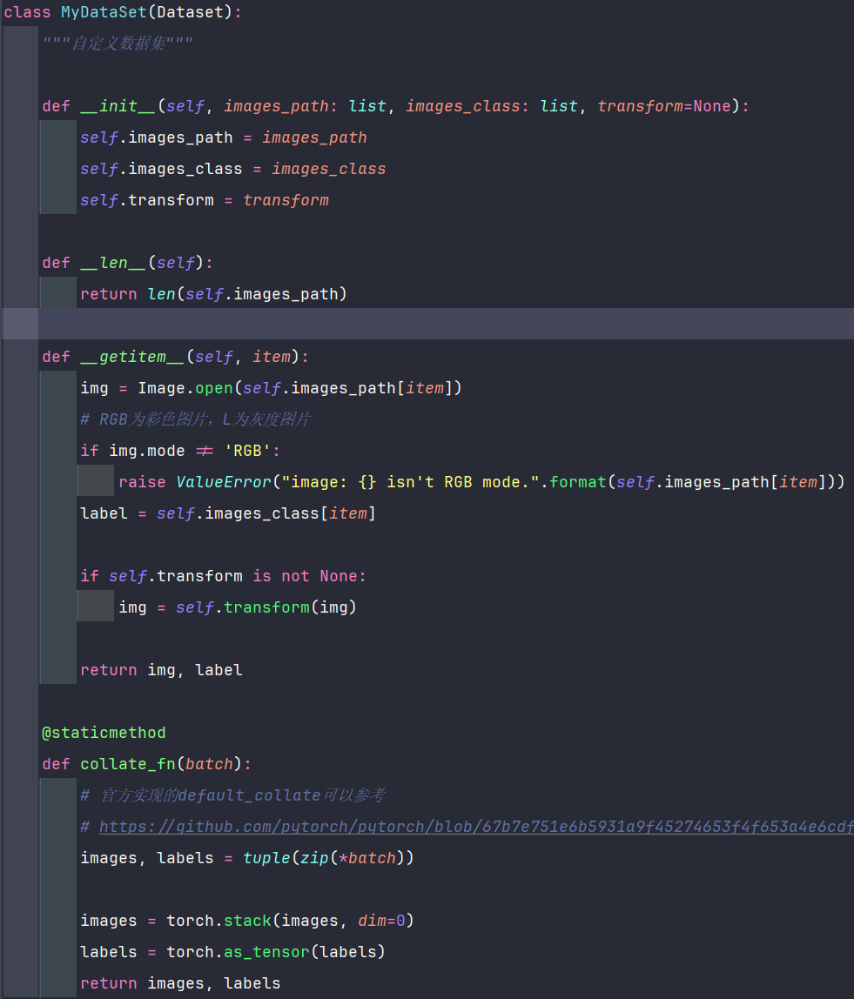 class MyDataSet(Dataset):
"""自定义数据集"""
def __init__(self, images_path: list, images_class: list, transform=None):
self.images_path = images_path
self.images_class = images_class
self.transform = transform
def __len__(self):
return len(self.images_path)
def __getitem__(self, item):
img = Image.open(self.images_path[item])
# RGB为彩色图片，L为灰度图片
if img.mode != 'RGB':
raise ValueError("image: {} isn't RGB mode.".format(self.images_path[item]))
label = self.images_class[item]
if self.transform is not None:
img = self.transform(img)
return img, label
@staticmethod
def collate_fn(batch):
# 官方实现的default_collate可以参考
# https://github.com/pytorch/pytorch/blob/67b7e751e6b5931a9f45274653f4f653a4e6cdf
images, labels = tuple(zip(*batch))
images = torch.stack(images, dim=0)
labels = torch.as_tensor(labels)
return images, labels